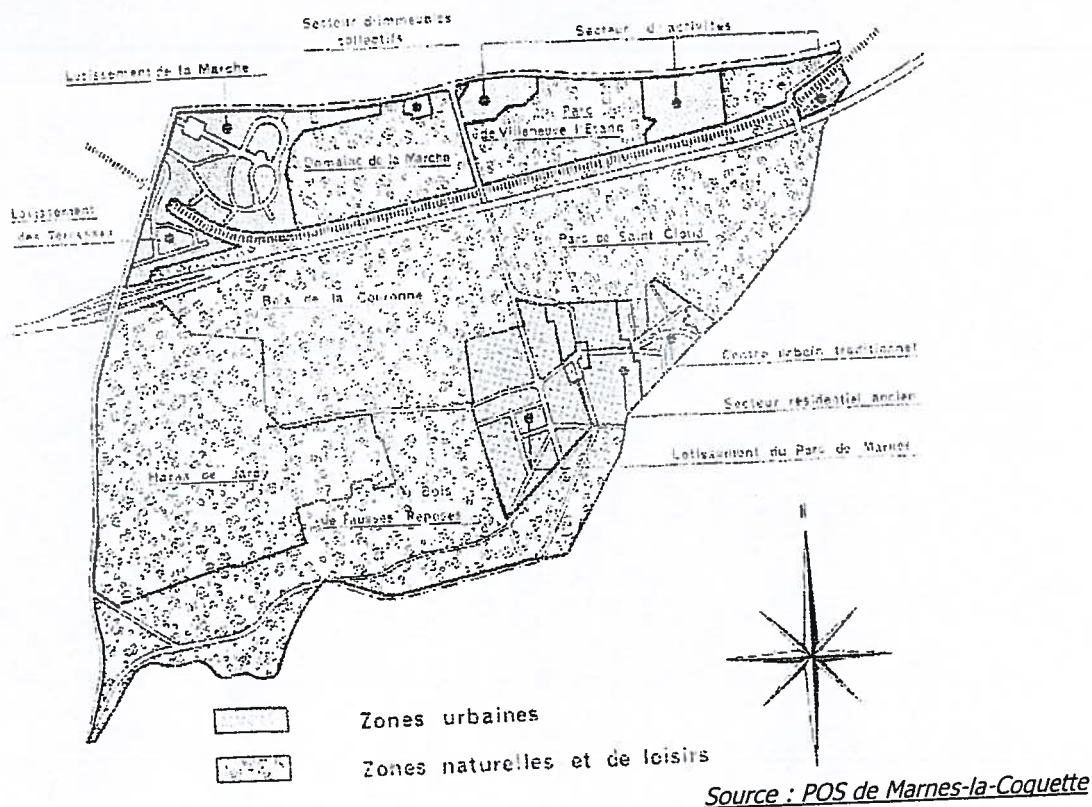 Secteur d'immeubles
collectifs
Secteur d'activités
Lotissement de la Marche
Parc
de Villeneuve l'Etang
Domaine de la Marche
Lotissement
des Terrasses
Parc de Saint Cloud
Bois de la Couronne
Centre urbain traditionnel
Secteur résidentiel ancien
Lotissement du Parc de Marnes
Haras de Jardy
Bois
de Fausses Reposes
N
Zones urbaines
Zones naturelles et de loisirs
Source : POS de Marnes-la-Coquette